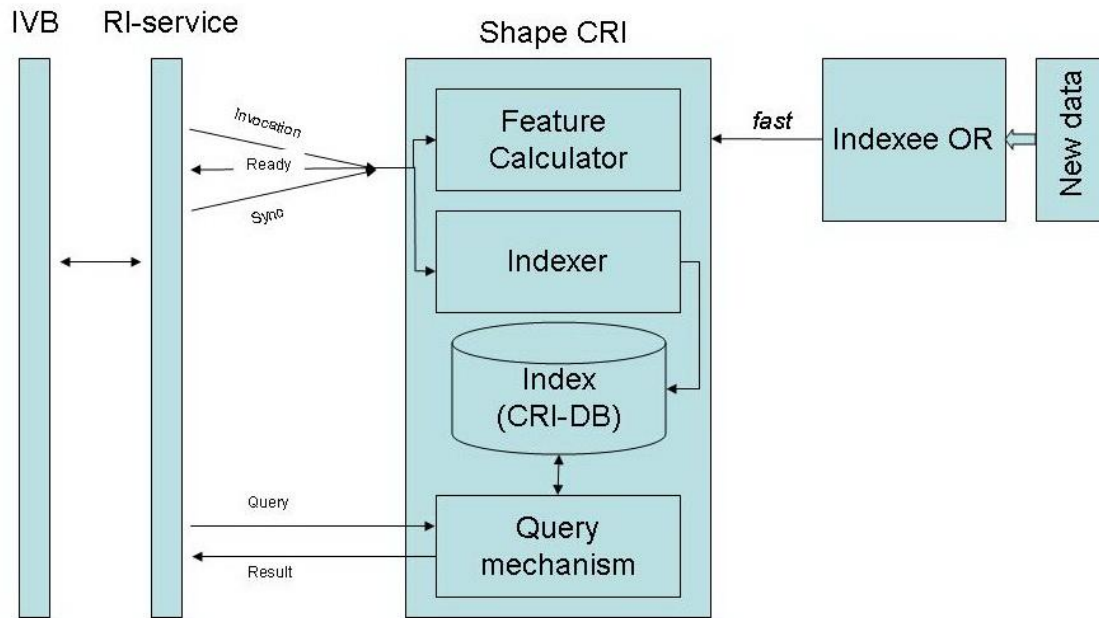 IVB
RI-service
Shape CRI
Invocation
Ready
Sync
Feature
Calculator
fast
Indexee OR
New data
Indexer
Index
(CRI-DB)
Query
Result
Query
mechanism